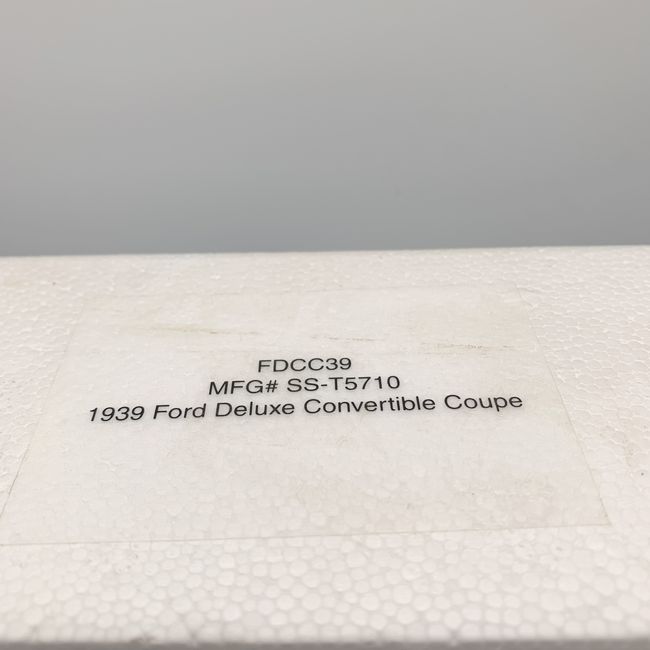 FDCC39
MFG# SS-T5710
1939 Ford Deluxe Convertible Coupe